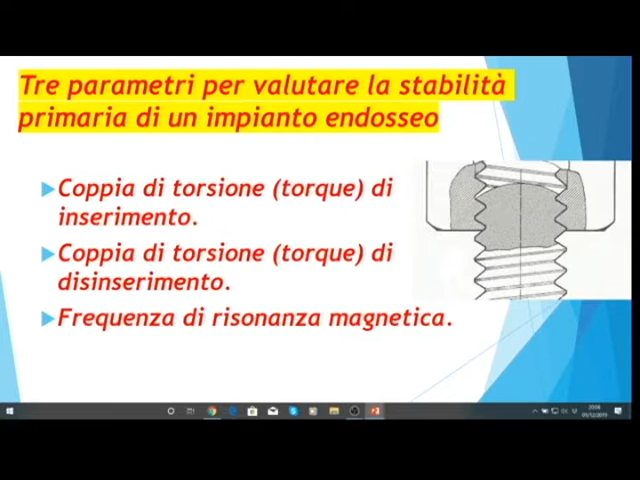 Tre parametri per valutare la stabilità
primaria di un impianto endosseo
Coppia di torsione (torque) di
inserimento.
Coppia di torsione (torque) di
disinserimento.
Frequenza di risonanza magnetica.